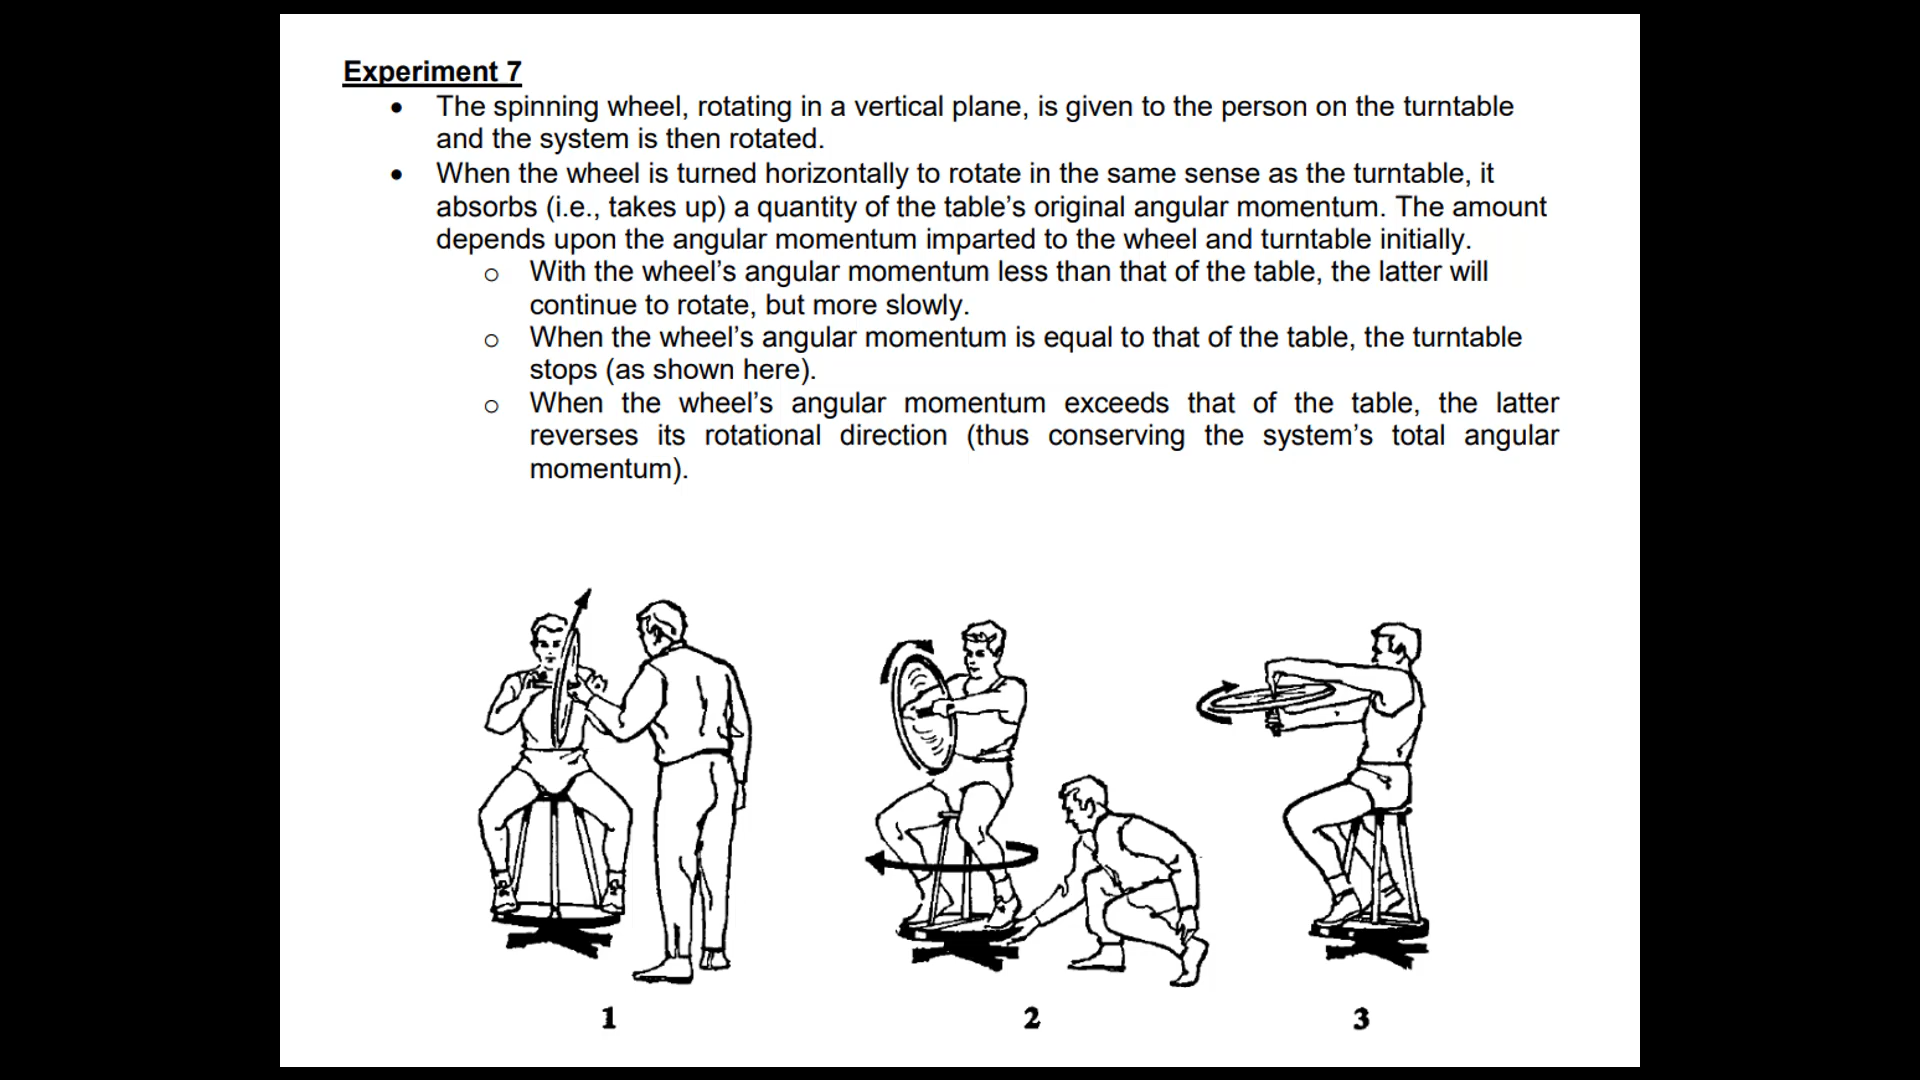 Experiment 7
• The spinning wheel, rotating in a vertical plane, is given to the person on the turntable
and the system is then rotated.
• When the wheel is turned horizontally to rotate in the same sense as the turntable, it
absorbs (i.e., takes up) a quantity of the table’s original angular momentum. The amount
depends upon the angular momentum imparted to the wheel and turntable initially.
o With the wheel’s angular momentum less than that of the table, the latter will
continue to rotate, but more slowly.
o When the wheel’s angular momentum is equal to that of the table, the turntable
stops (as shown here).
o When the wheel’s angular momentum exceeds that of the table, the latter
reverses its rotational direction (thus conserving the system’s total angular
momentum).
1 2 3